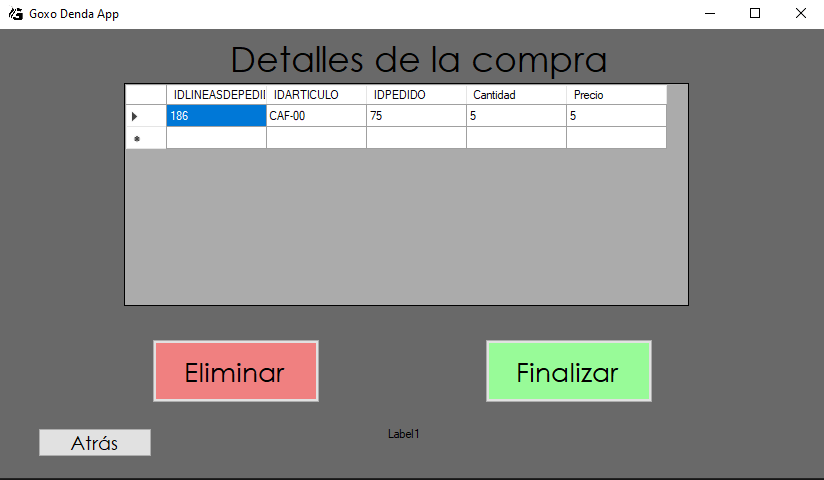 Goxo Denda App
Detalles de la compra
IDLINEASDEPEDII IDARTICULO IDPEDIDO Cantidad Precio
186 CAF-00 75 5 5
Eliminar Finalizar
Atrás Label1